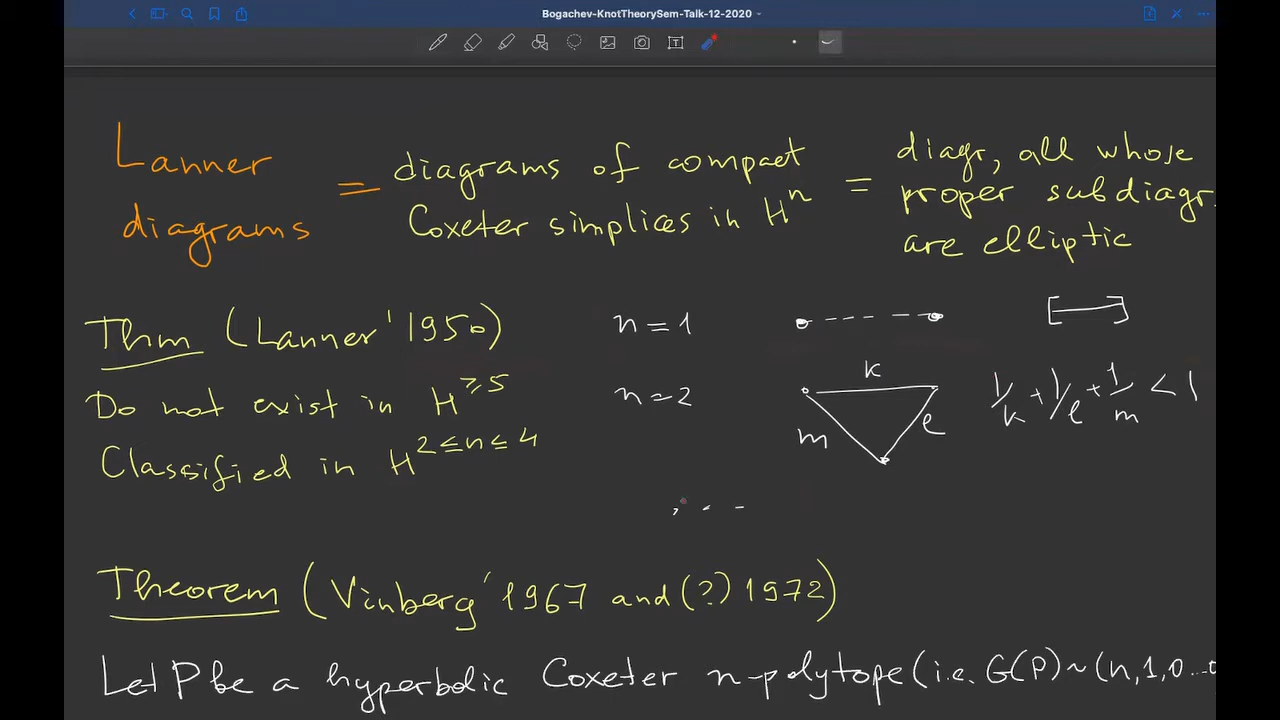 Bogachev-KnotTheorySem-Talk-12-2020
Lanner diagrams = diagrams of compact Coxeter simplices in Hⁿ = diagr, all whose proper subdiagr. are elliptic
Thm (Lanner' 1950)
Do not exist in H^≥5
Classified in H^2≤n≤4
n=1
n=2
k
m
l
1/k + 1/l + 1/m < 1
Theorem (Vinberg' 1967 and (?) 1972)
Let P be a hyperbolic Coxeter n-polytope (i.e. G(P)~(n,1,0...0